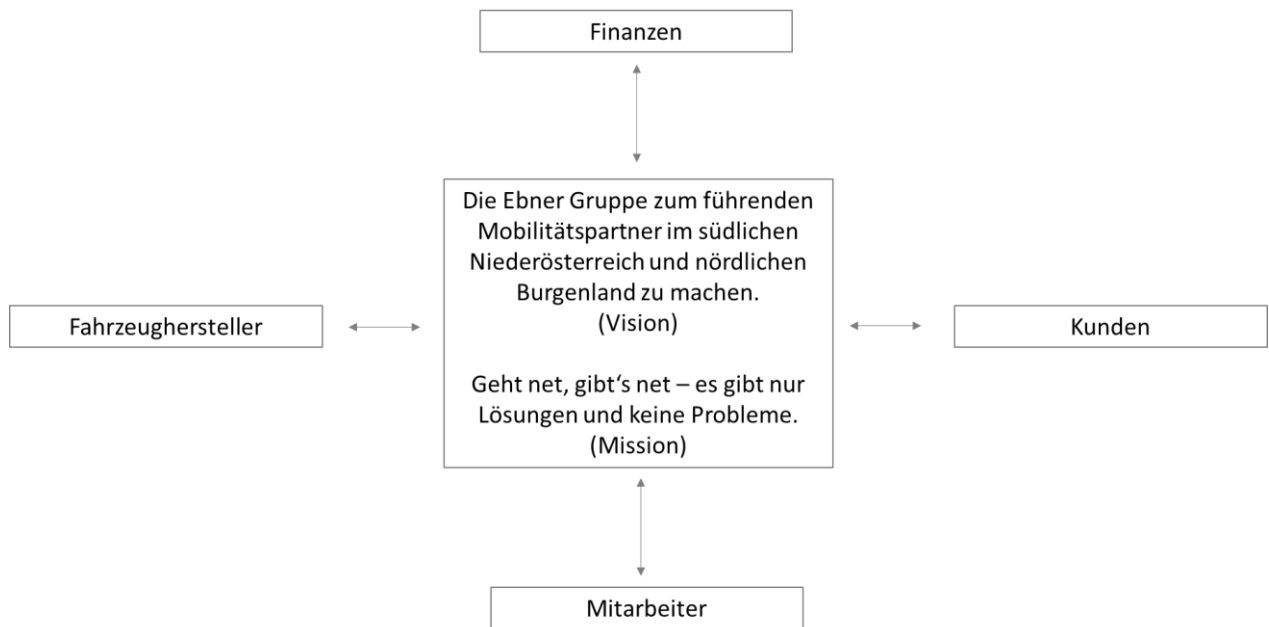 Finanzen
Die Ebner Gruppe zum führenden
Mobilitätspartner im südlichen
Niederösterreich und nördlichen
Burgenland zu machen.
(Vision)
Geht net, gibt‘s net – es gibt nur
Lösungen und keine Probleme.
(Mission)
Fahrzeughersteller
Kunden
Mitarbeiter